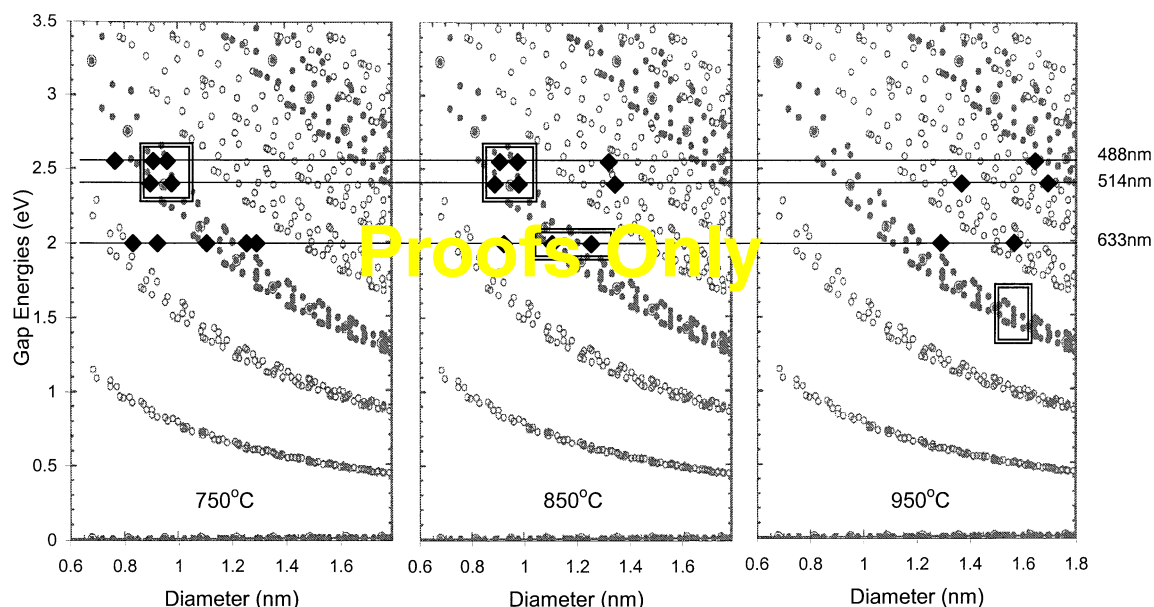 3.5
3
2.5
2
1.5
1
0.5
0
Gap Energies (eV)
488nm
514nm
633nm
Proofs Only
750°C
850°C
950°C
0.6 0.8 1 1.2 1.4 1.6
0.6 0.8 1 1.2 1.4 1.6
0.6 0.8 1 1.2 1.4 1.6 1.8
Diameter (nm)
Diameter (nm)
Diameter (nm)